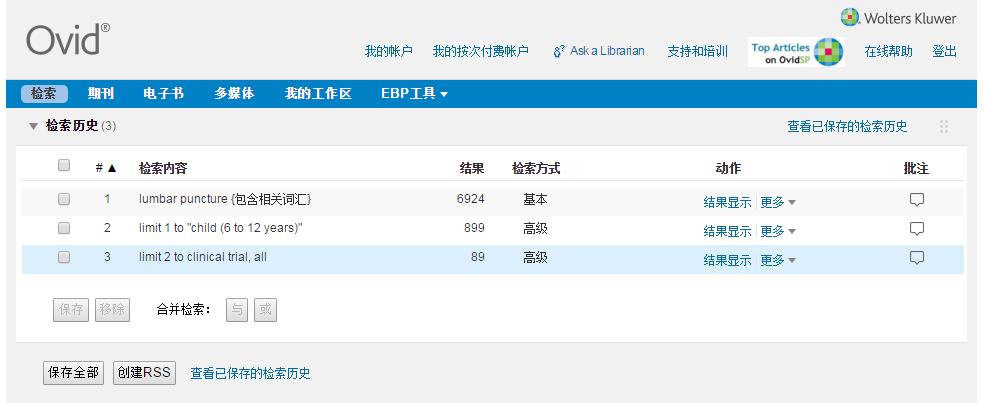 Wolters Kluwer
Ovid®
我的帐户 我的按次付费帐户 Ask a Librarian 支持和培训 Top Articles on OvidSP 在线帮助 登出
检索 期刊 电子书 多媒体 我的工作区 EBP工具
检索历史 (3) 查看已保存的检索历史
# ▲ 检索内容 结果 检索方式 动作 批注
1 lumbar puncture {包含相关词汇} 6924 基本 结果显示 更多
2 limit 1 to "child (6 to 12 years)" 899 高级 结果显示 更多
3 limit 2 to clinical trial, all 89 高级 结果显示 更多
保存 移除 合并检索： 与 或
保存全部 创建RSS 查看已保存的检索历史